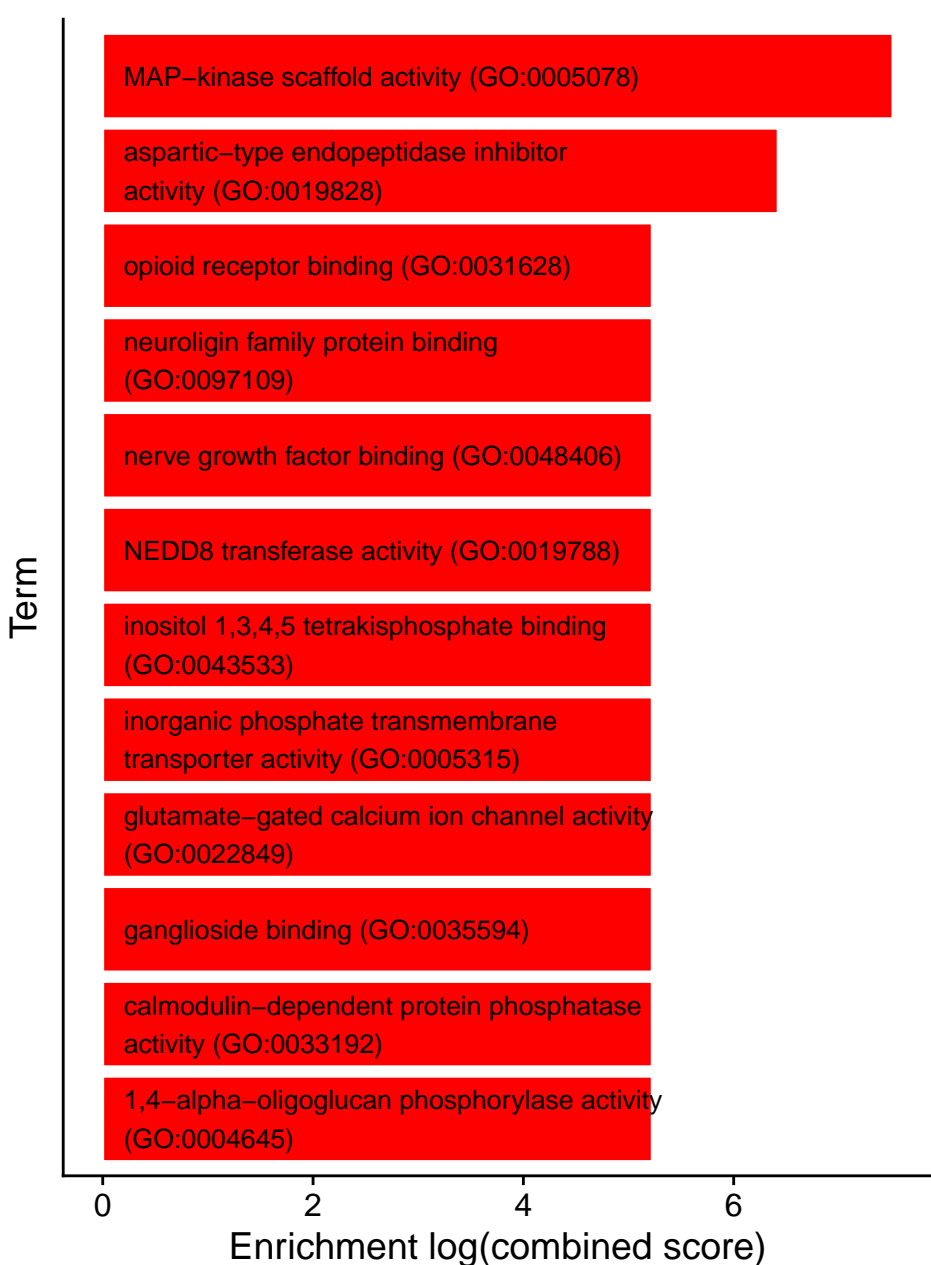 MAP−kinase scaffold activity (GO:0005078)
aspartic−type endopeptidase inhibitor
activity (GO:0019828)
opioid receptor binding (GO:0031628)
neuroligin family protein binding
(GO:0097109)
nerve growth factor binding (GO:0048406)
NEDD8 transferase activity (GO:0019788)
inositol 1,3,4,5 tetrakisphosphate binding
(GO:0043533)
inorganic phosphate transmembrane
transporter activity (GO:0005315)
glutamate−gated calcium ion channel activity
(GO:0022849)
ganglioside binding (GO:0035594)
calmodulin−dependent protein phosphatase
activity (GO:0033192)
1,4−alpha−oligoglucan phosphorylase activity
(GO:0004645)
Term
0 2 4 6
Enrichment log(combined score)